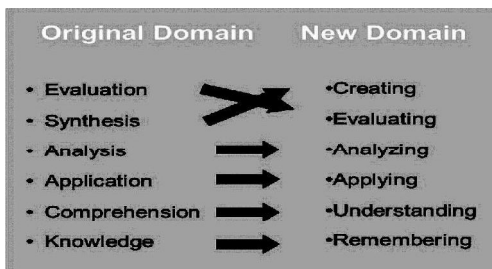 Original Domain New Domain
• Evaluation •Creating
• Synthesis •Evaluating
• Analysis •Analyzing
• Application •Applying
• Comprehension •Understanding
• Knowledge •Remembering